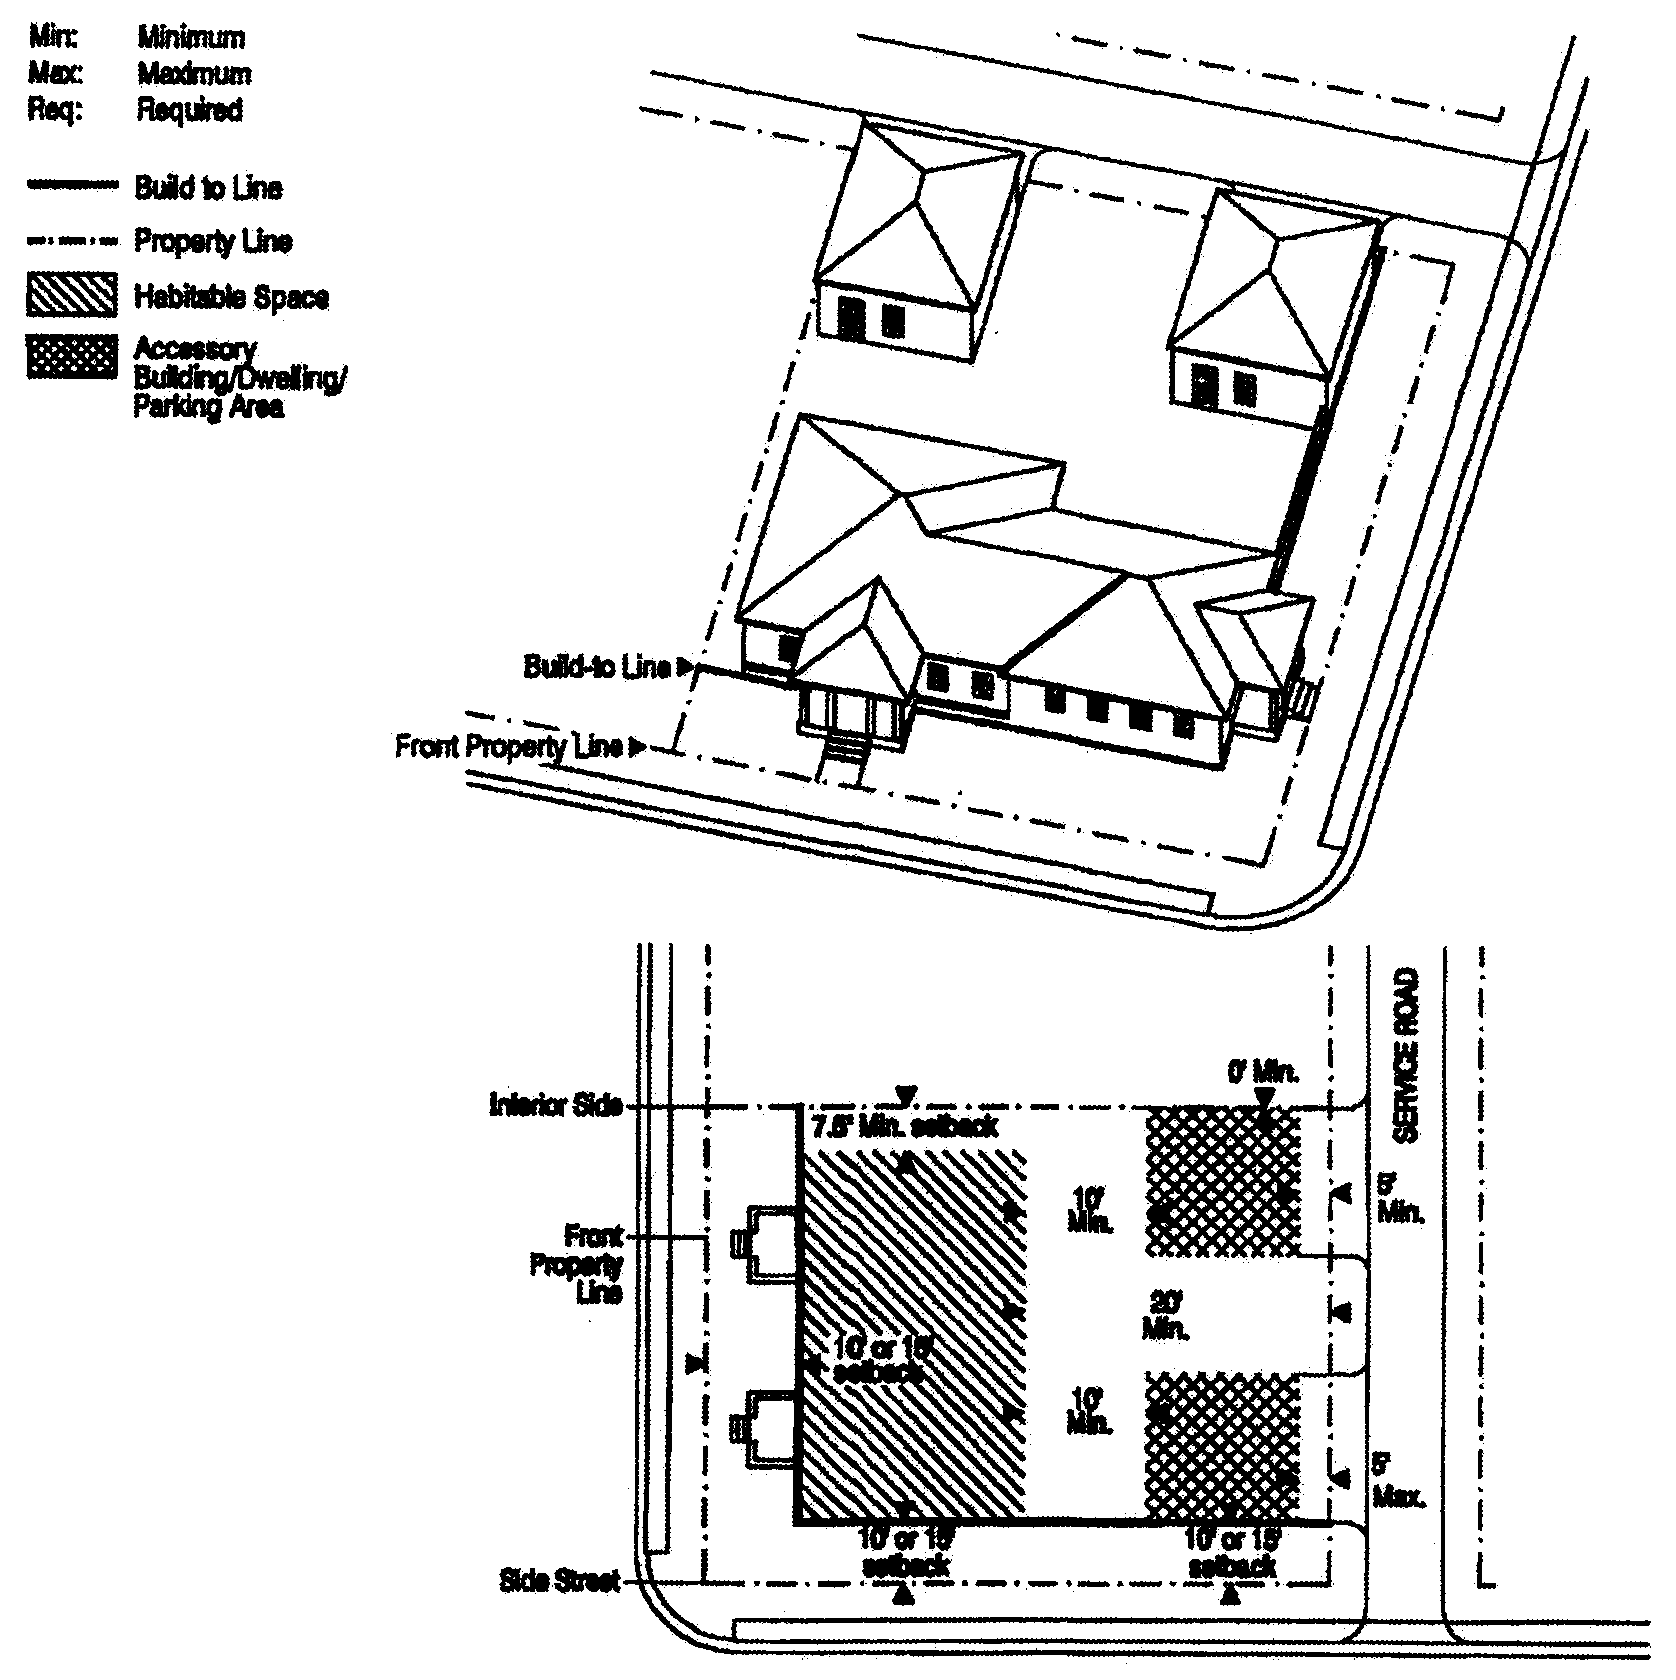 Min: Minimum
Max: Maximum
Req: Required
Build to Line
Property Line
Habitable Space
Accessory
Building/Dwelling/
Parking Area
Build-to Line
Front Property Line
SERVICE ROAD
0' Min.
Interior Side
7.5' Min. setback
5'
Min.
10'
Min.
Front
Property
Line
20'
Min.
10' or 15'
setback
10'
Min.
5'
Max.
10' or 15'
setback
10' or 15'
setback
Side Street